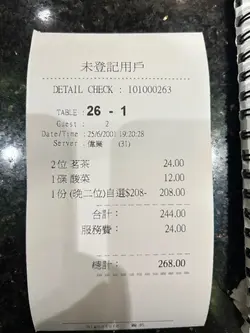 未登記用戶
DETAIL CHECK : 101000263
TABLE: 26 - 1
Guest : 2
Date/Time :25/6/200 19:20:28
Server : (31)
2位 茗茶 24.00
1碟 酸菜 12.00
1份 (晚二位)自選$208- 208.00
合計： 244.00
服務費： 24.00
總計： 268.00